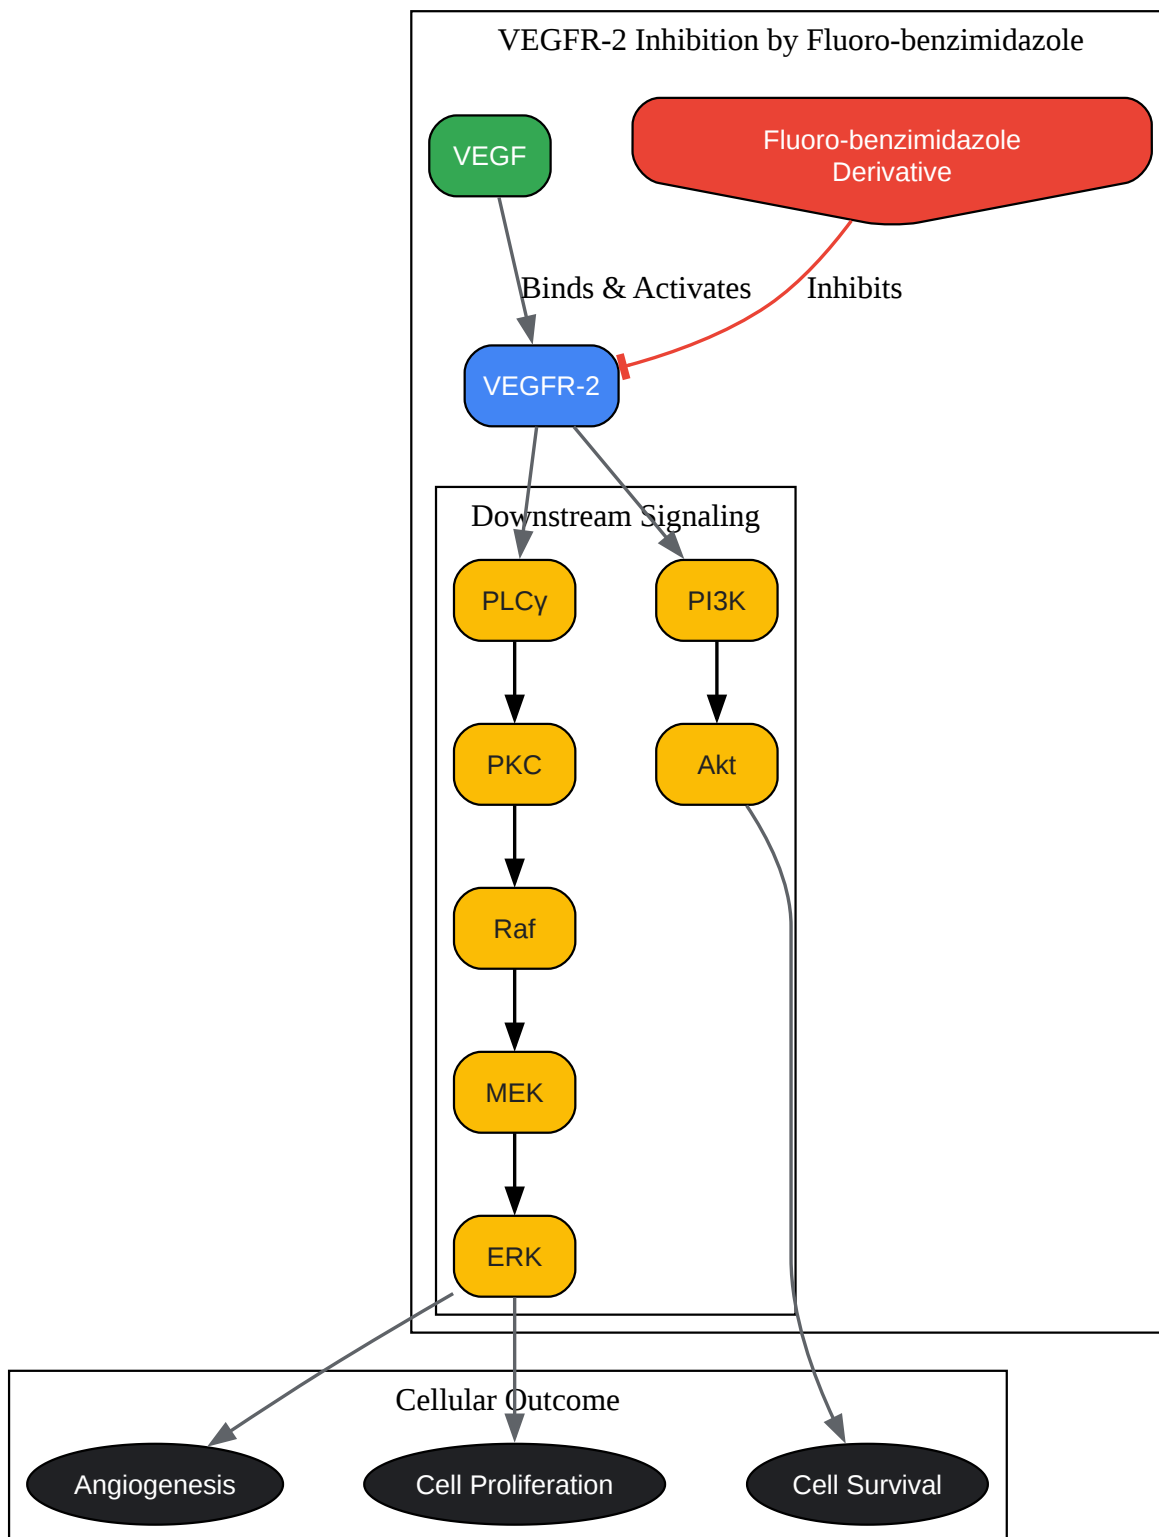 VEGFR-2 Inhibition by Fluoro-benzimidazole
VEGF
Fluoro-benzimidazole
Derivative
Binds & Activates
Inhibits
VEGFR-2
Downstream Signaling
PLCγ
PI3K
PKC
Akt
Raf
MEK
ERK
Cellular Outcome
Angiogenesis
Cell Proliferation
Cell Survival